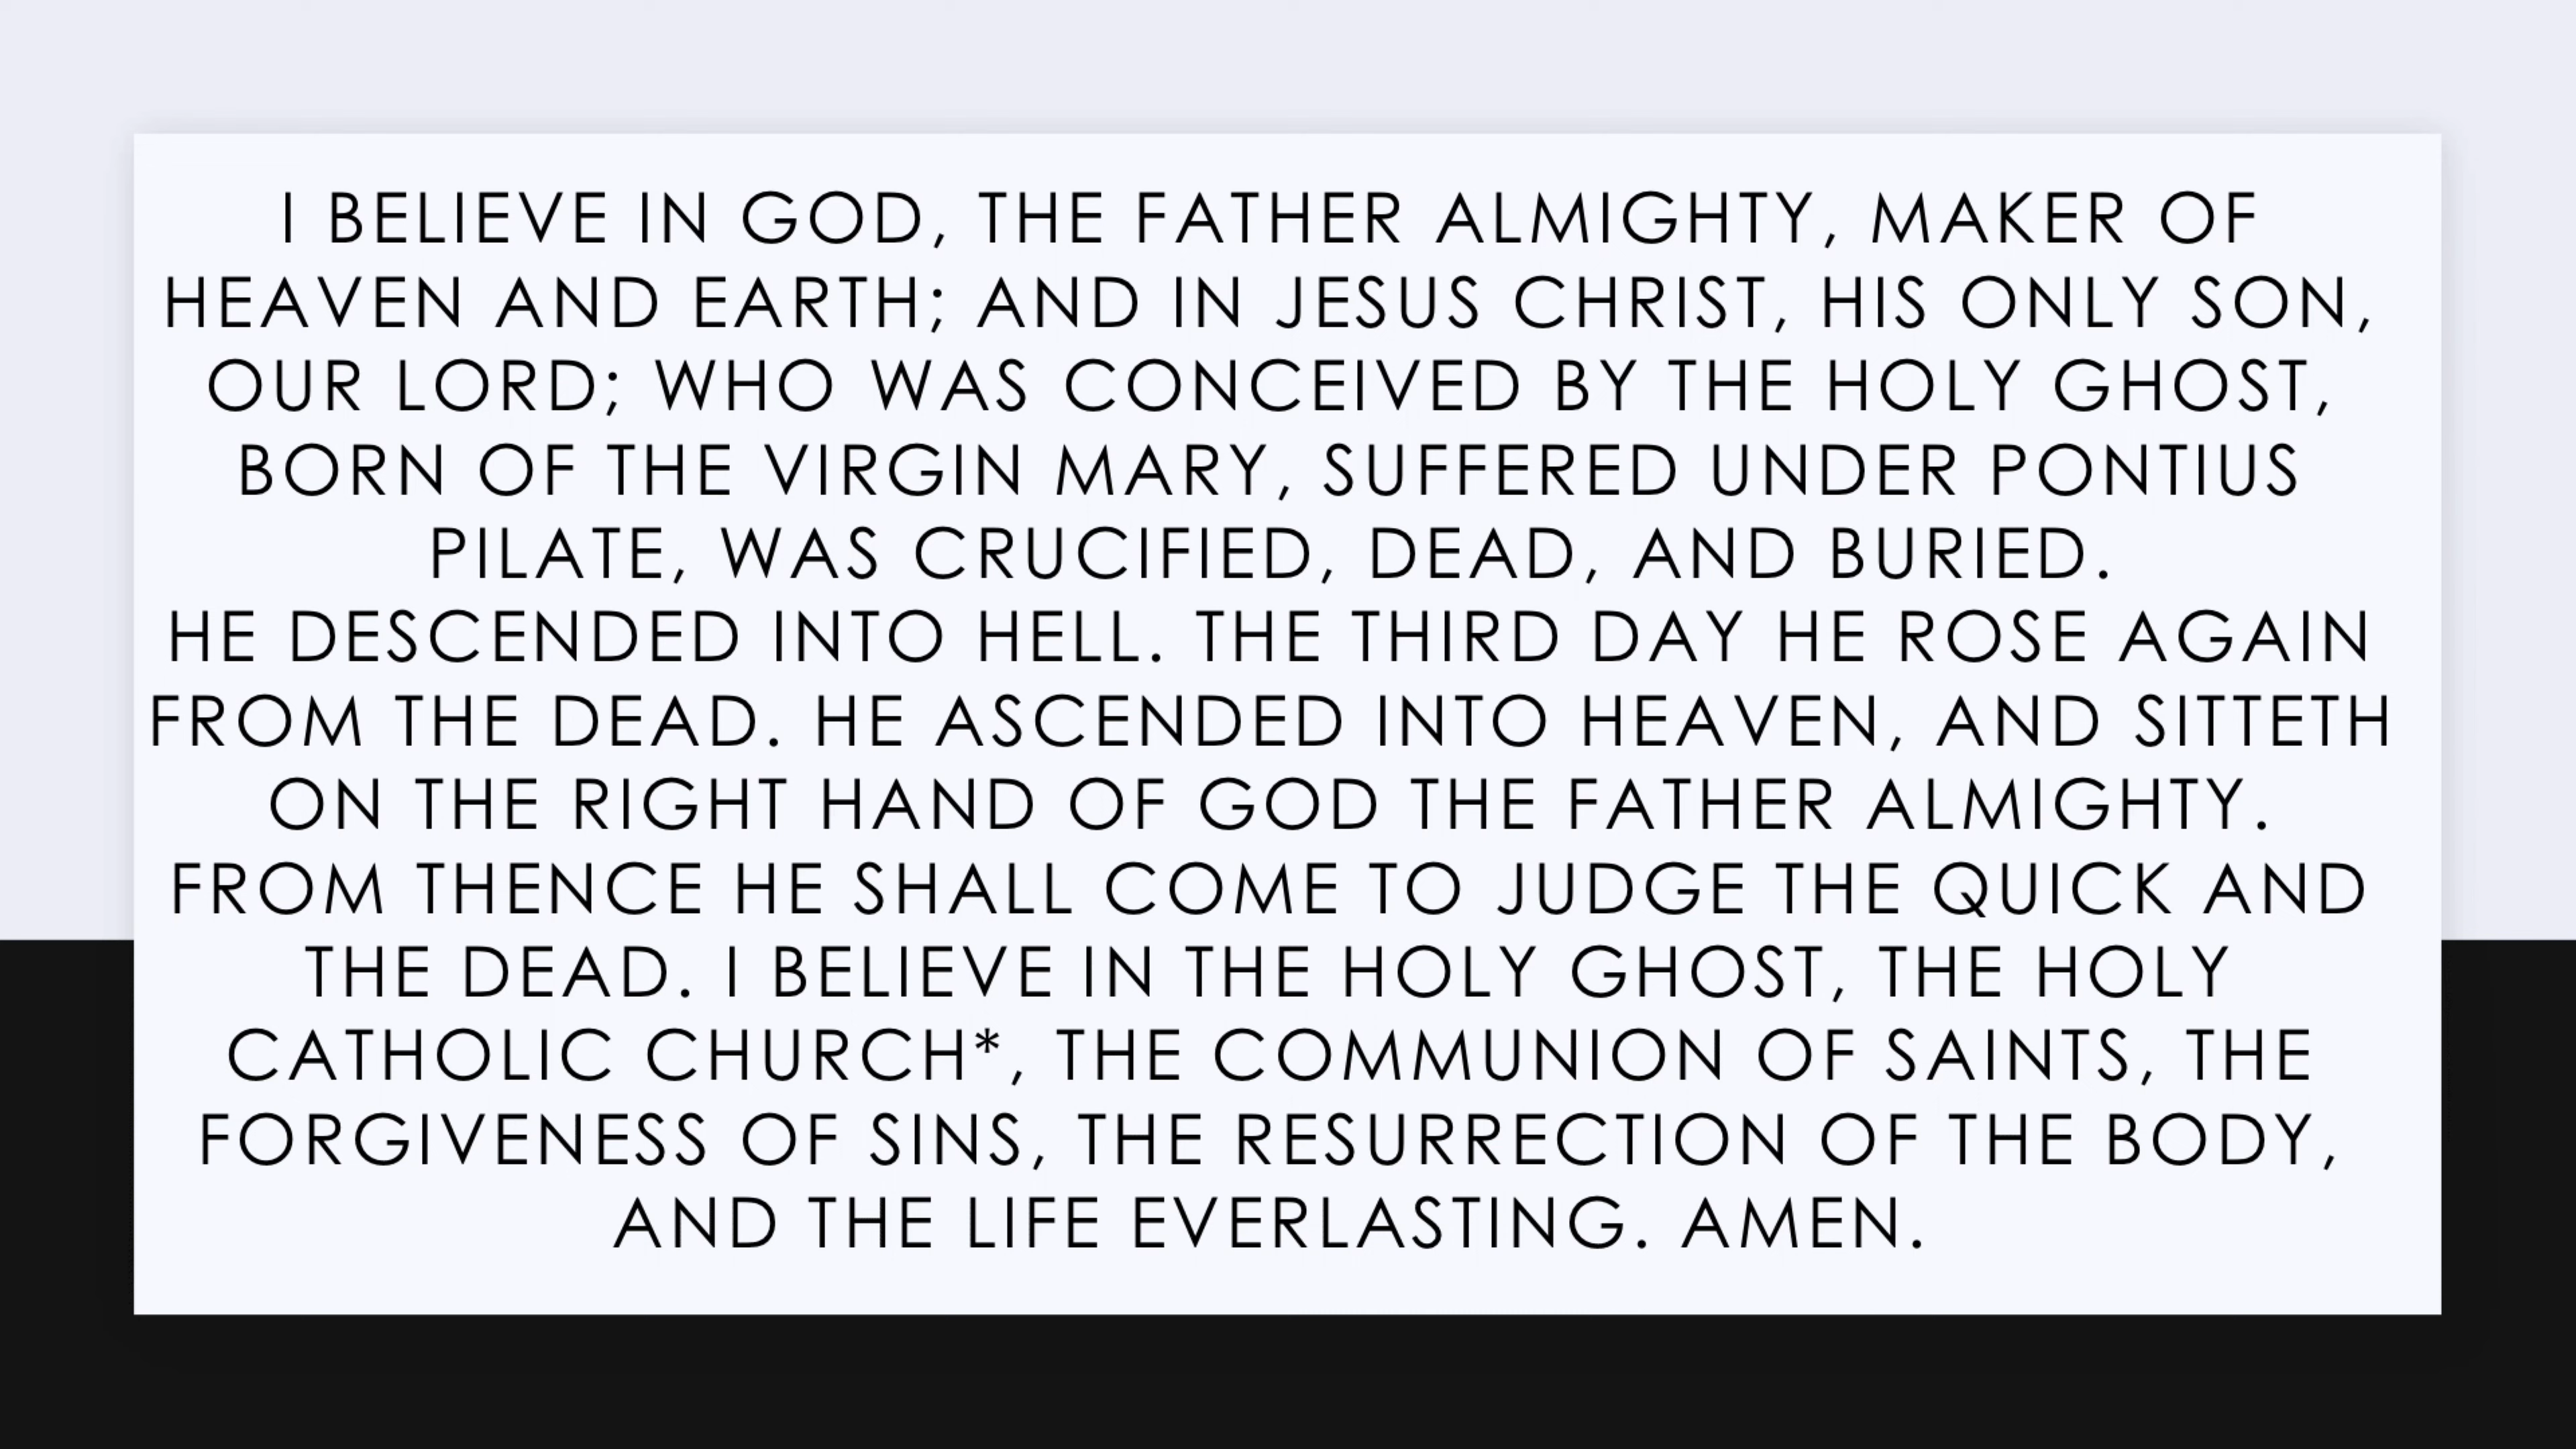 I BELIEVE IN GOD, THE FATHER ALMIGHTY, MAKER OF
HEAVEN AND EARTH; AND IN JESUS CHRIST, HIS ONLY SON,
OUR LORD; WHO WAS CONCEIVED BY THE HOLY GHOST,
BORN OF THE VIRGIN MARY, SUFFERED UNDER PONTIUS
PILATE, WAS CRUCIFIED, DEAD, AND BURIED.
HE DESCENDED INTO HELL. THE THIRD DAY HE ROSE AGAIN
FROM THE DEAD. HE ASCENDED INTO HEAVEN, AND SITTETH
ON THE RIGHT HAND OF GOD THE FATHER ALMIGHTY.
FROM THENCE HE SHALL COME TO JUDGE THE QUICK AND
THE DEAD. I BELIEVE IN THE HOLY GHOST, THE HOLY
CATHOLIC CHURCH*, THE COMMUNION OF SAINTS, THE
FORGIVENESS OF SINS, THE RESURRECTION OF THE BODY,
AND THE LIFE EVERLASTING. AMEN.